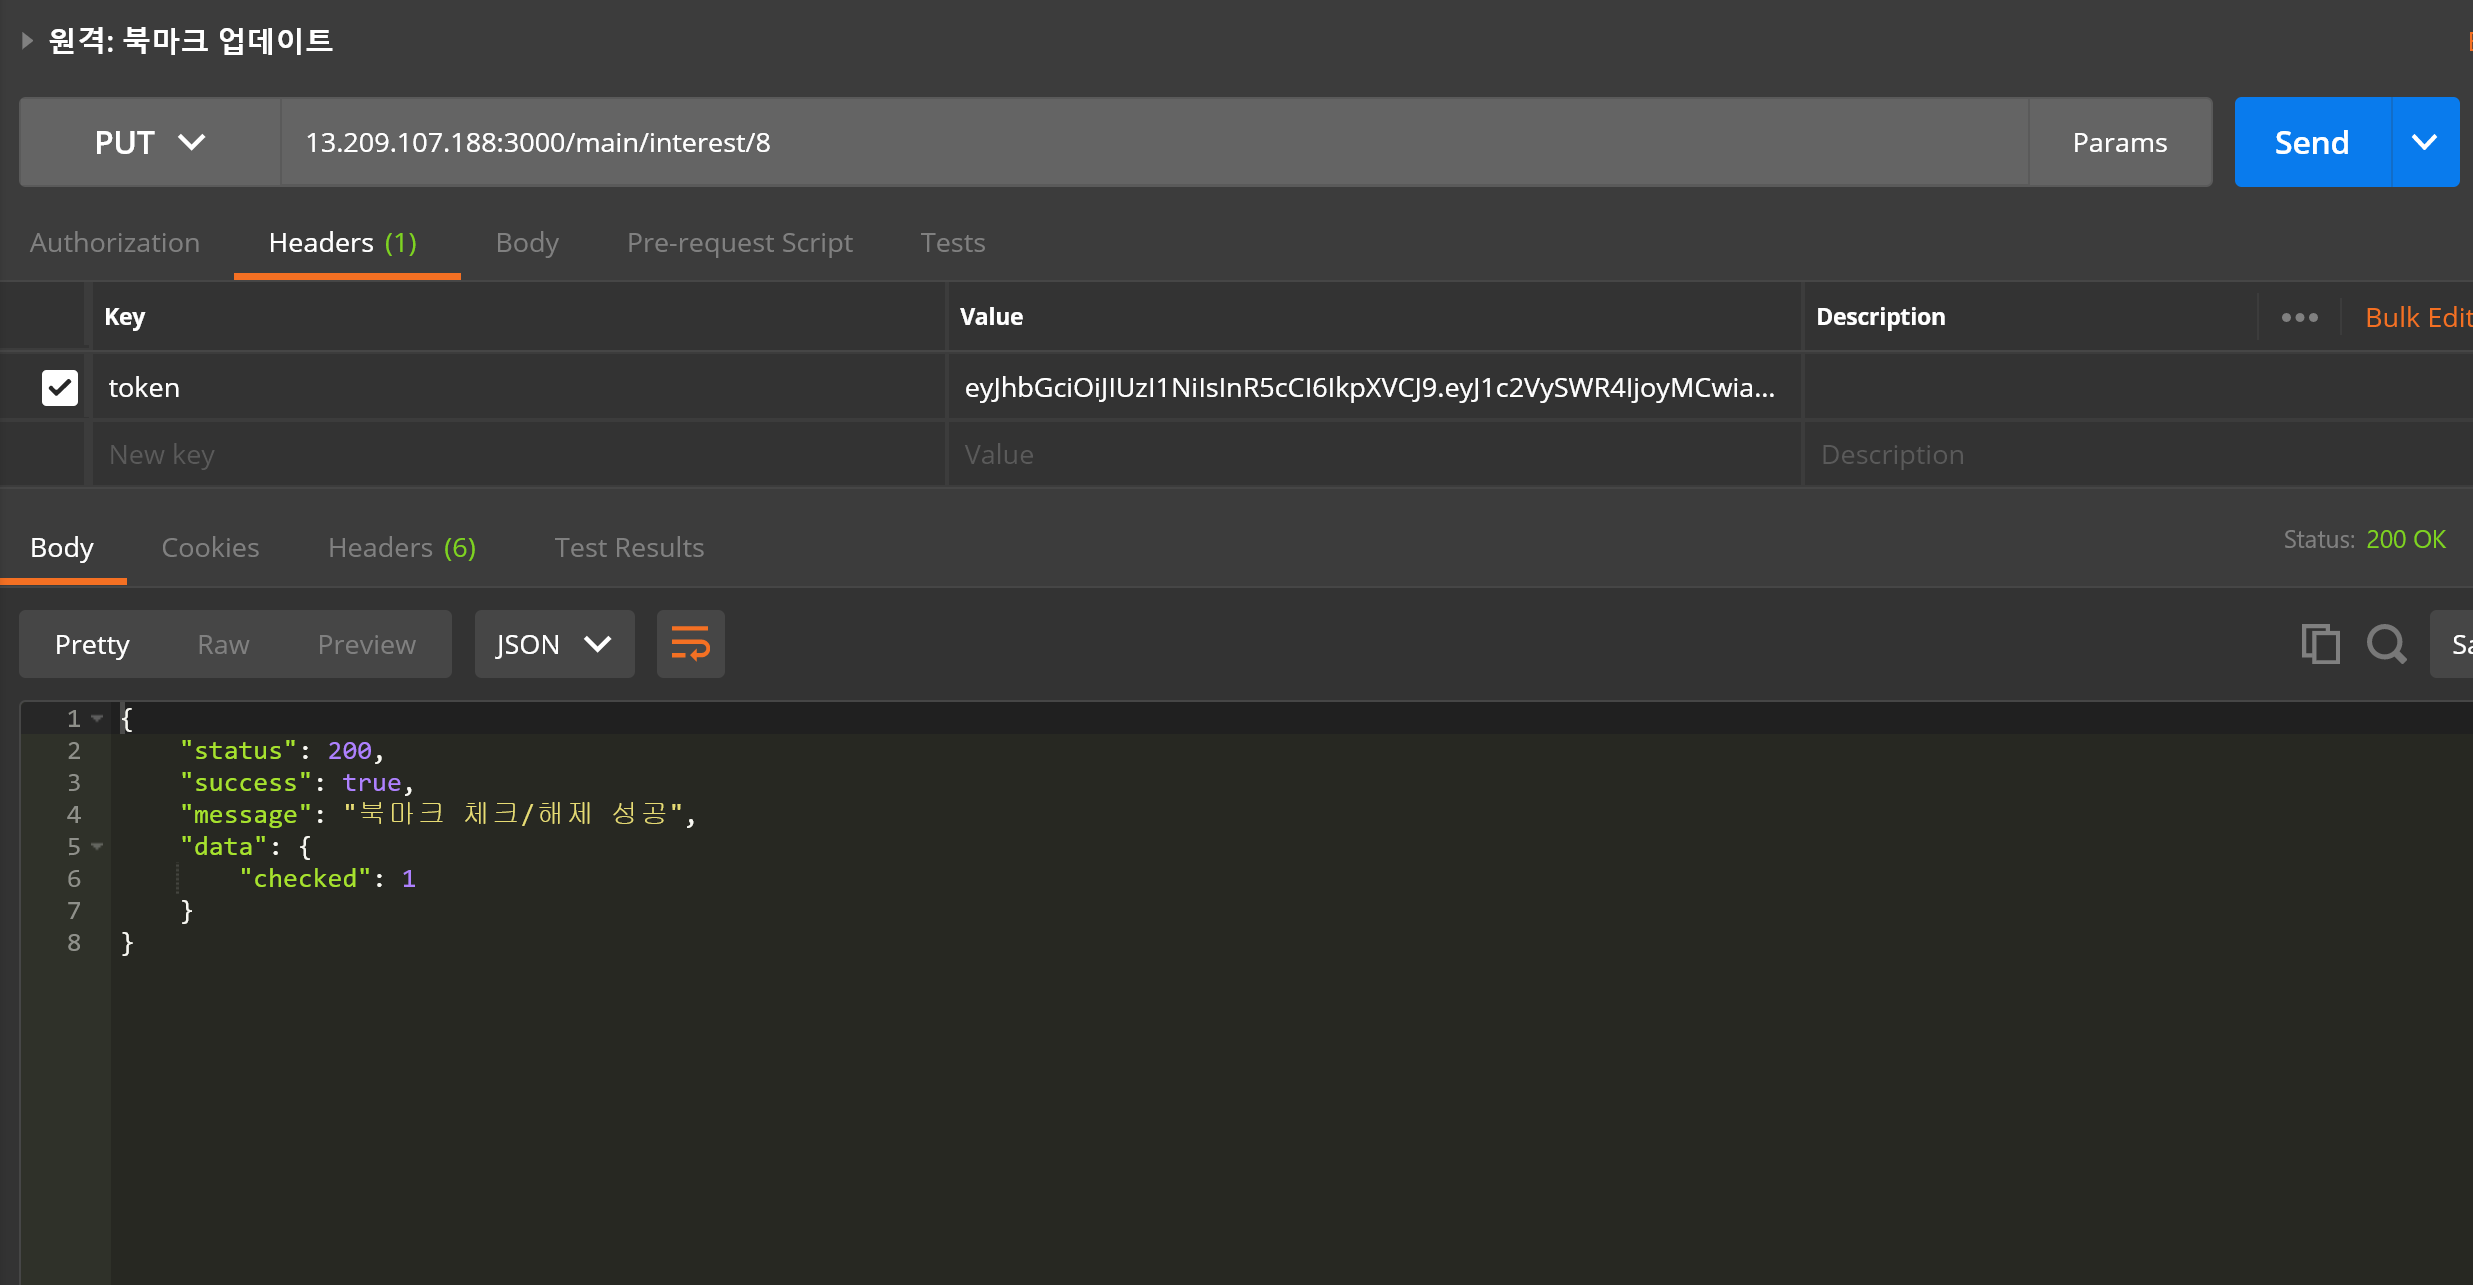 원격: 북마크 업데이트
PUT 13.209.107.188:3000/main/interest/8 Params Send
Authorization Headers (1) Body Pre-request Script Tests
Key Value Description Bulk Edit
token eyJhbGciOiJIUzI1NiIsInR5cCI6IkpXVCJ9.eyJ1c2VySWR4IjoyMCwia...
New key Value Description
Body Cookies Headers (6) Test Results Status: 200 OK
Pretty Raw Preview JSON
1 {
2 "status": 200,
3 "success": true,
4 "message": "북마크 체크/해제 성공",
5 "data": {
6 "checked": 1
7 }
8 }